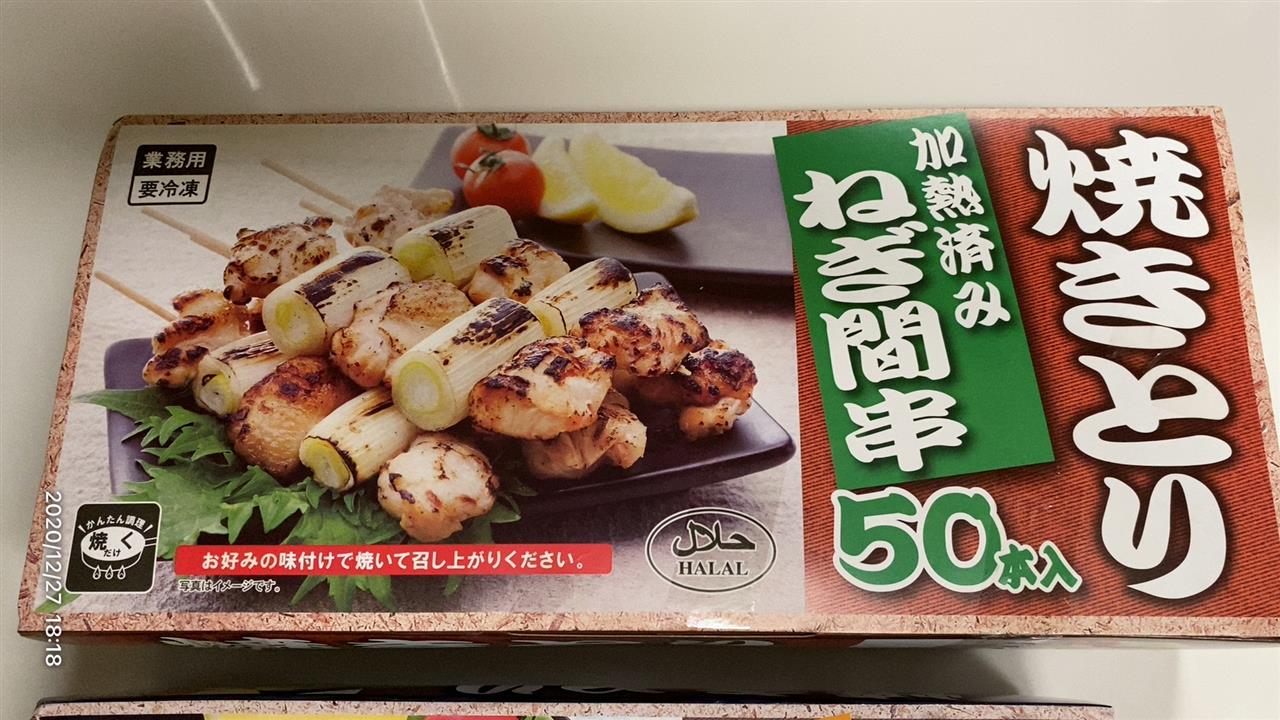 焼きとり
加熱済み
ねぎ間串
50本入
業務用
要冷凍
かんたん調理
焼く
だけ
お好みの味付けで焼いて召し上がりください。
写真はイメージです。
حلال
HALAL
2020/12/27 18:18